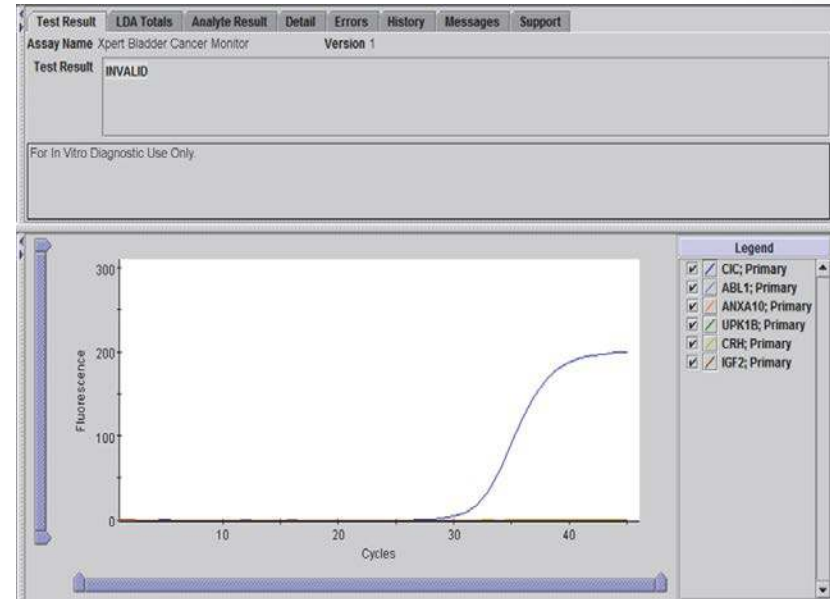 Test Result LDA Totals Analyte Result Detail Errors History Messages Support
Assay Name Xpert Bladder Cancer Monitor Version 1
Test Result INVALID
For In Vitro Diagnostic Use Only.
Legend
CIC; Primary
ABL1; Primary
ANXA10; Primary
UPK1B; Primary
CRH; Primary
IGF2; Primary
Fluorescence
300
200
100
0
10 20 30 40
Cycles